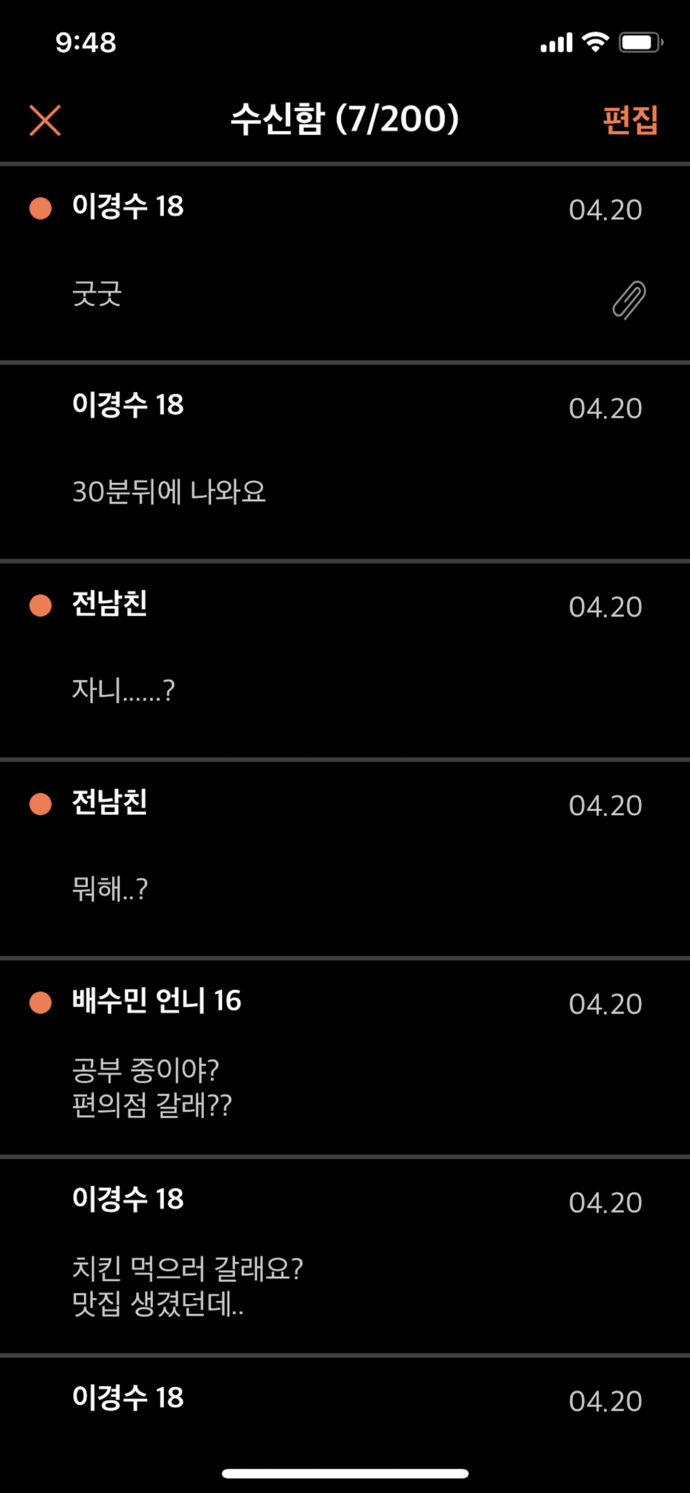 9:48
수신함 (7/200)
편집
이경수 18
04.20
굿굿
이경수 18
04.20
30분뒤에 나와요
전남친
04.20
자니......?
전남친
04.20
뭐해..?
배수민 언니 16
04.20
공부 중이야?
편의점 갈래??
이경수 18
04.20
치킨 먹으러 갈래요?
맛집 생겼던데..
이경수 18
04.20